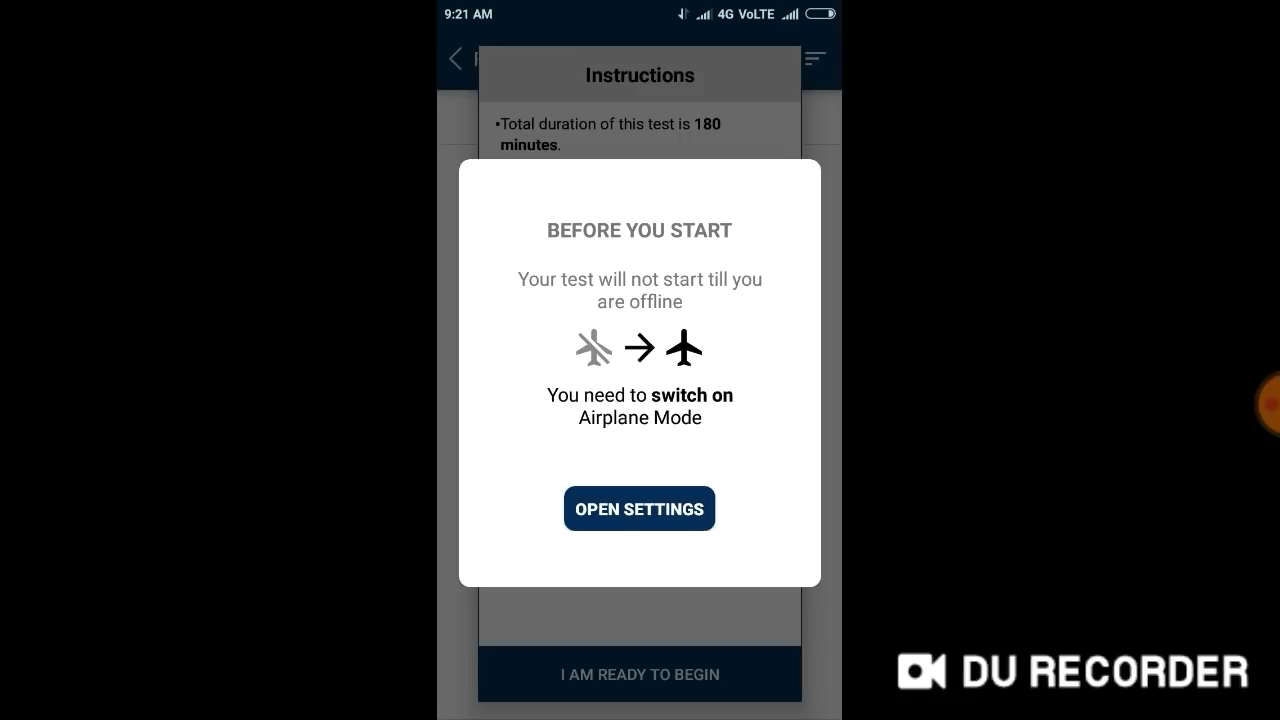 9:21 AM
4G VoLTE
Instructions
•Total duration of this test is 180
minutes.
BEFORE YOU START
Your test will not start till you
are offline
You need to switch on
Airplane Mode
OPEN SETTINGS
I AM READY TO BEGIN
DU RECORDER